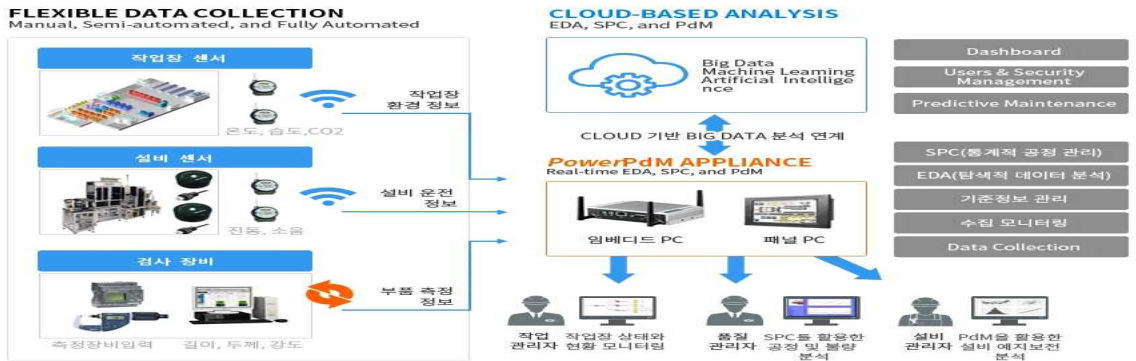 FLEXIBLE DATA COLLECTION
Manual, Semi-automated, and Fully Automated
작업장 센서
온도, 습도,CO2
작업장
환경 정보
설비 센서
진동, 소음
설비 운전
정보
검사 장비
측정장비입력
길이, 두께, 강도
부품 측정
정보
CLOUD-BASED ANALYSIS
EDA, SPC, and PdM
Big Data
Machine Learning
Artificial Intellige
nce
CLOUD 기반 BIG DATA 분석 연계
PowerPdM APPLIANCE
Real-time EDA, SPC, and PdM
임베디드 PC
패널 PC
작업
관리자
작업장 상태와
현황 모니터링
품질
관리자
SPC를 활용한
공정 및 불량
분석
설비
관리자
PdM을 활용한
설비 예지보전
분석
Dashboard
Users & Security
Management
Predictive Maintenance
SPC(통계적 공정 관리)
EDA(탐색적 데이터 분석)
기준정보 관리
수집 모니터링
Data Collection